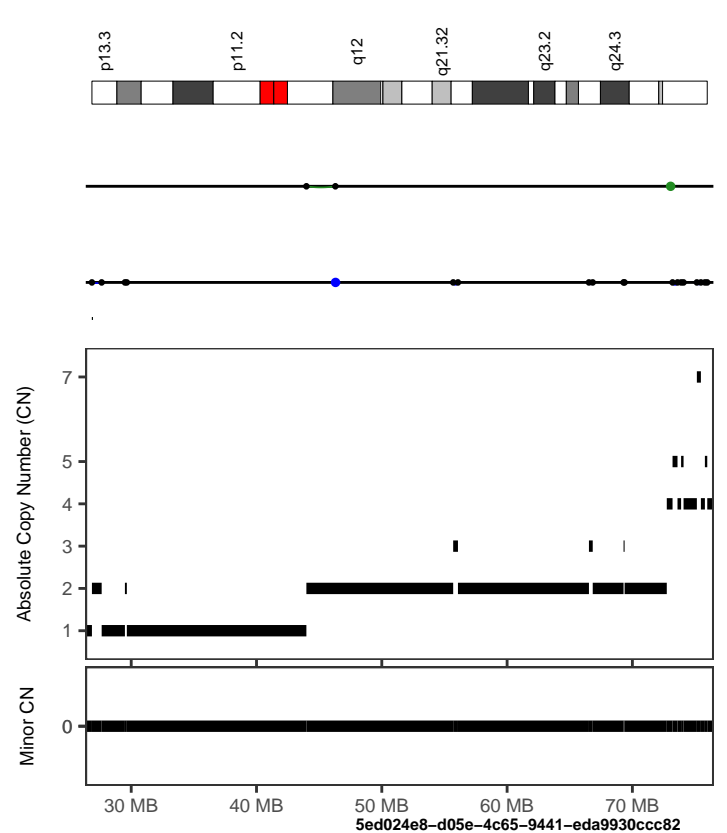 p13.3 p11.2 q12 q21.32 q23.2 q24.3
Absolute Copy Number (CN)
7
5
4
3
2
1
Minor CN
0
30 MB 40 MB 50 MB 60 MB 70 MB
5ed024e8−d05e−4c65−9441−eda9930ccc82